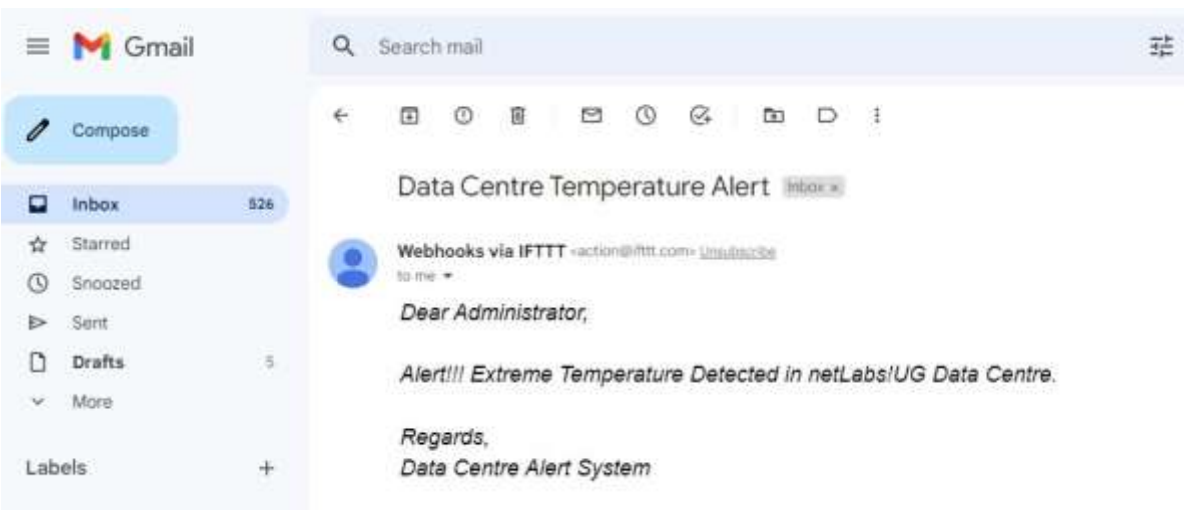 Gmail
Search mail
Compose
Data Centre Temperature Alert Inbox x
Inbox 526
Starred
Webhooks via IFTTT <action@ifttt.com> Unsubscribe
to me
Snoozed
Dear Administrator,
Sent
Drafts 5
Alert!!! Extreme Temperature Detected in netLabs!UG Data Centre.
More
Regards,
Labels +
Data Centre Alert System